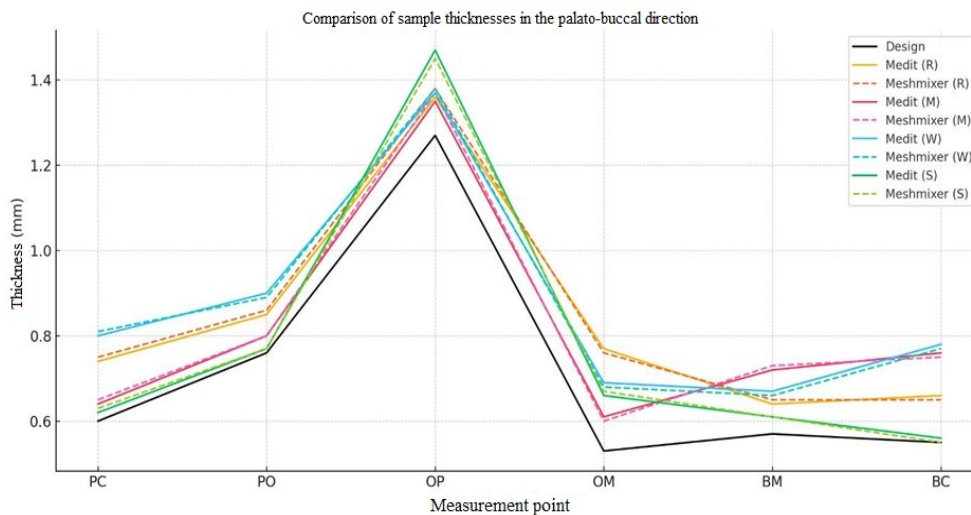 Comparison of sample thicknesses in the palato-buccal direction
Design
Medit (R)
Meshmixer (R)
Medit (M)
Meshmixer (M)
Medit (W)
Meshmixer (W)
Medit (S)
Meshmixer (S)
Thickness (mm)
1.4
1.2
1.0
0.8
0.6
PC PO OP OM BM BC
Measurement point